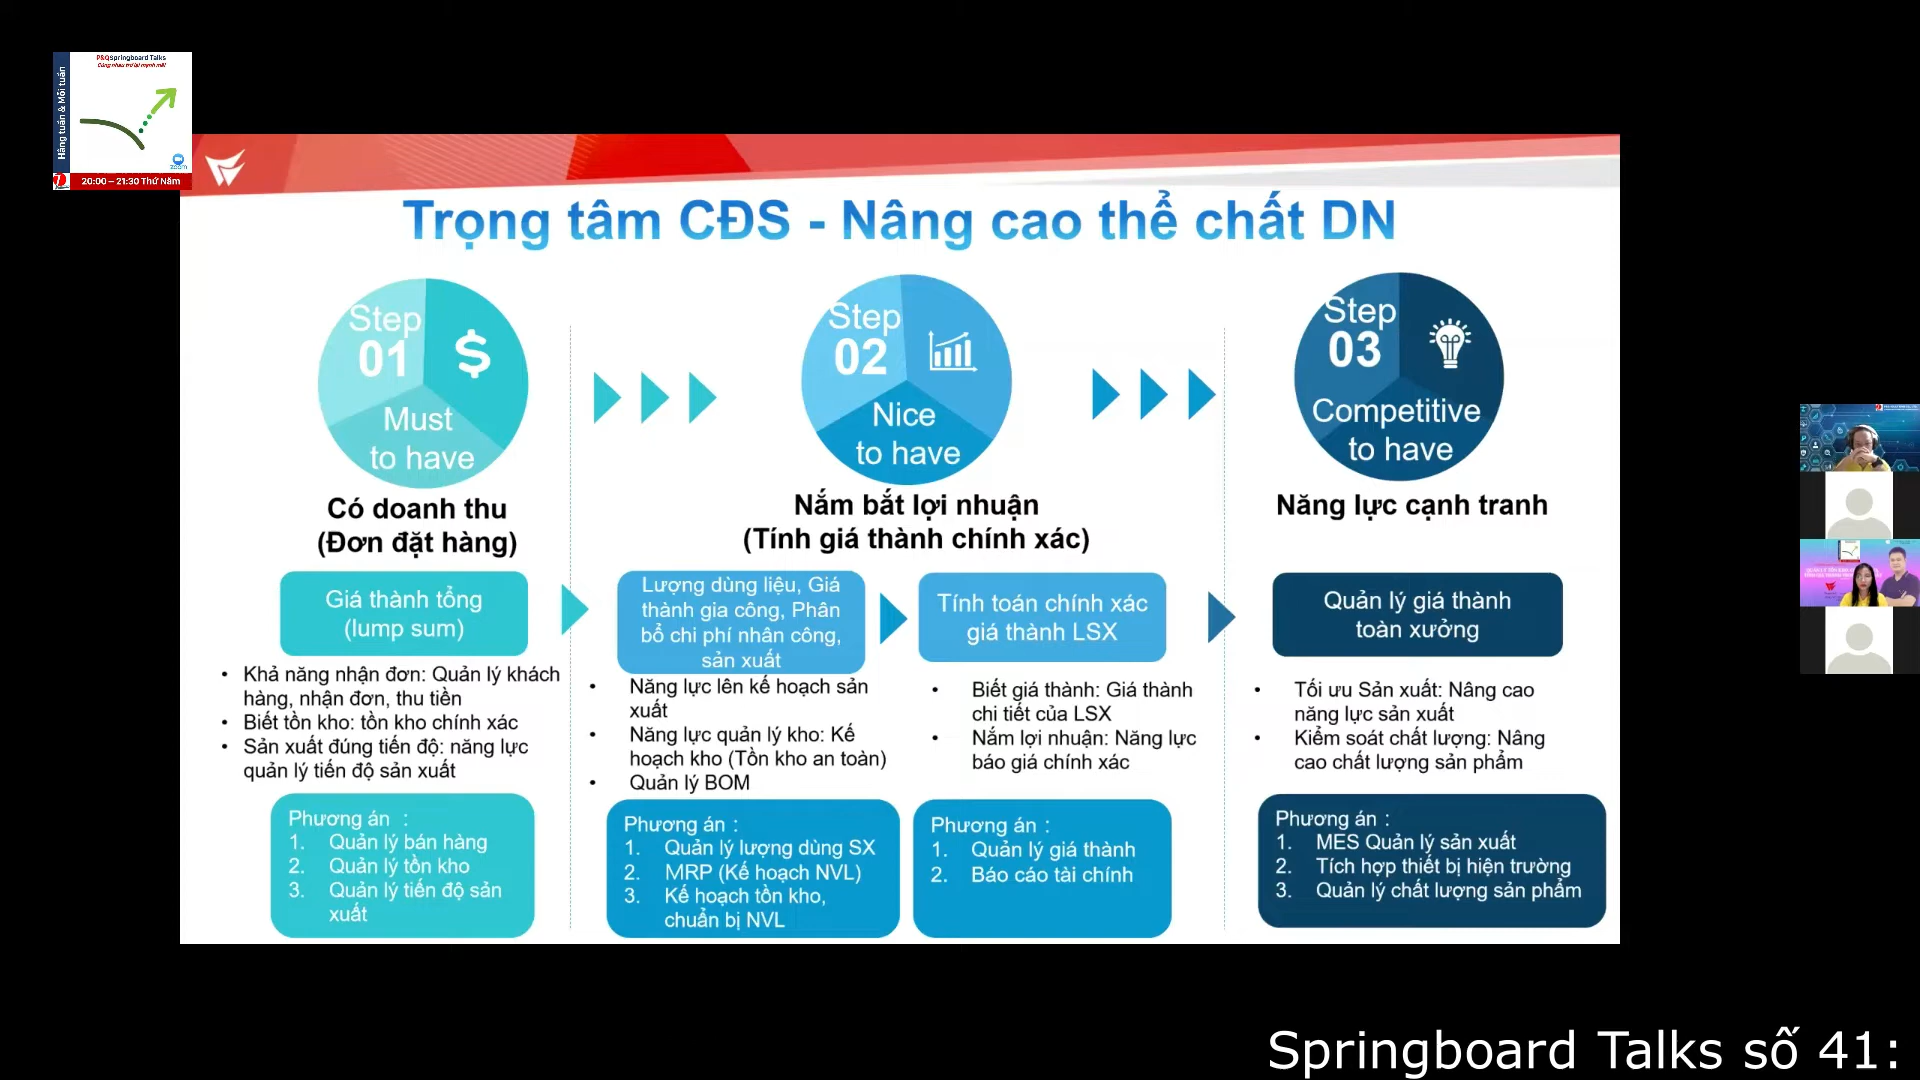 P&QSpringboard Talks
Cùng nhau trở lại mạnh mẽ!
Hằng tuần & Mỗi tuần
zoom
20:00 – 21:30 Thứ Năm
Trọng tâm CĐS - Nâng cao thể chất DN
Step
01
$
Must
to have
Step
02
Nice
to have
Step
03
Competitive
to have
Có doanh thu
(Đơn đặt hàng)
Nắm bắt lợi nhuận
(Tính giá thành chính xác)
Năng lực cạnh tranh
Giá thành tổng
(lump sum)
Lượng dùng liệu, Giá
thành gia công, Phân
bổ chi phí nhân công,
sản xuất
Tính toán chính xác
giá thành LSX
Quản lý giá thành
toàn xưởng
• Khả năng nhận đơn: Quản lý khách
hàng, nhận đơn, thu tiền
• Biết tồn kho: tồn kho chính xác
• Sản xuất đúng tiến độ: năng lực
quản lý tiến độ sản xuất
• Năng lực lên kế hoạch sản
xuất
• Năng lực quản lý kho: Kế
hoạch kho (Tồn kho an toàn)
• Quản lý BOM
• Biết giá thành: Giá thành
chi tiết của LSX
• Nắm lợi nhuận: Năng lực
báo giá chính xác
• Tối ưu Sản xuất: Nâng cao
năng lực sản xuất
• Kiểm soát chất lượng: Nâng
cao chất lượng sản phẩm
Phương án :
1. Quản lý bán hàng
2. Quản lý tồn kho
3. Quản lý tiến độ sản
xuất
Phương án :
1. Quản lý lượng dùng SX
2. MRP (Kế hoạch NVL)
3. Kế hoạch tồn kho,
chuẩn bị NVL
Phương án :
1. Quản lý giá thành
2. Báo cáo tài chính
Phương án :
1. MES Quản lý sản xuất
2. Tích hợp thiết bị hiện trường
3. Quản lý chất lượng sản phẩm
Springboard Talks số 41: